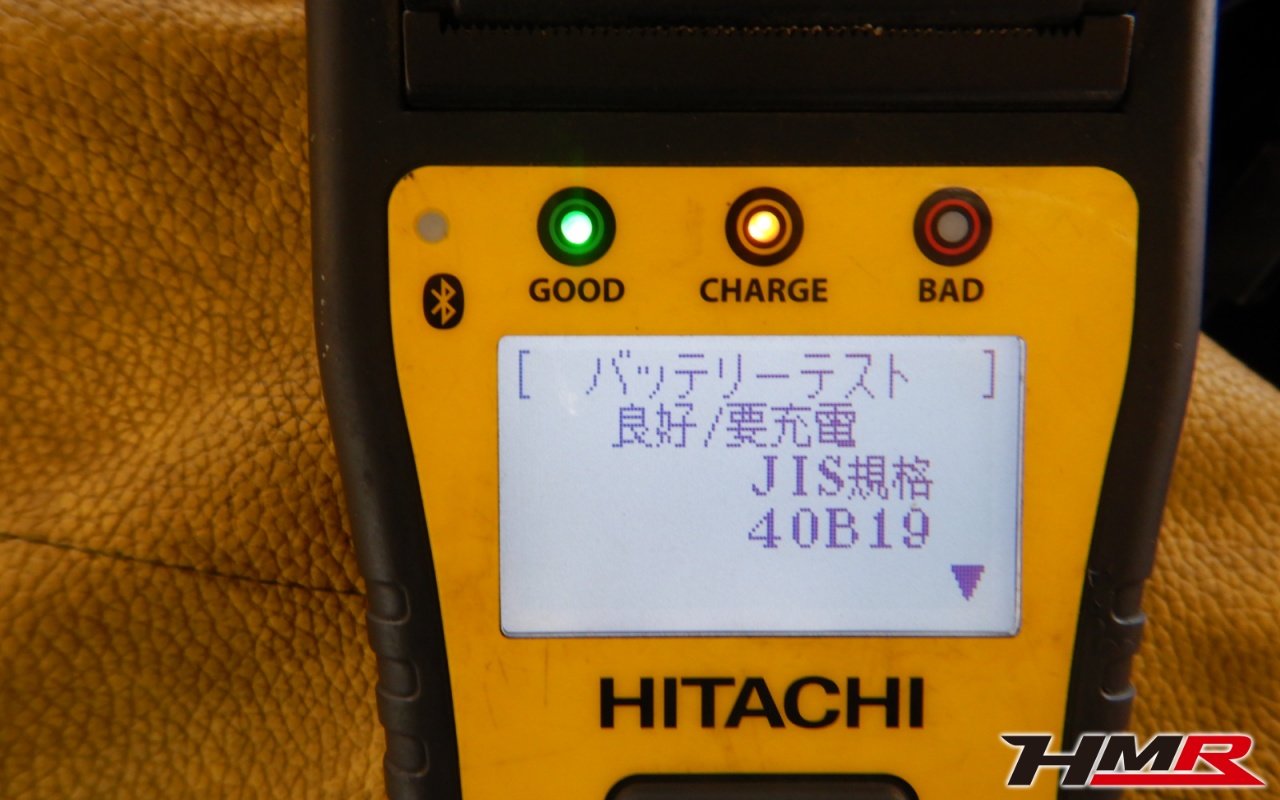 GOOD CHARGE BAD
[ バッテリーテスト ]
良好/要充電
JIS規格
40B19
▼
HITACHI
HMR